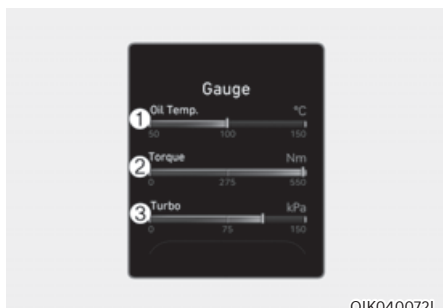 Gauge
① Oil Temp. °C
50 100 150
② Torque Nm
0 275 550
③ Turbo kPa
0 75 150
OIK040072L